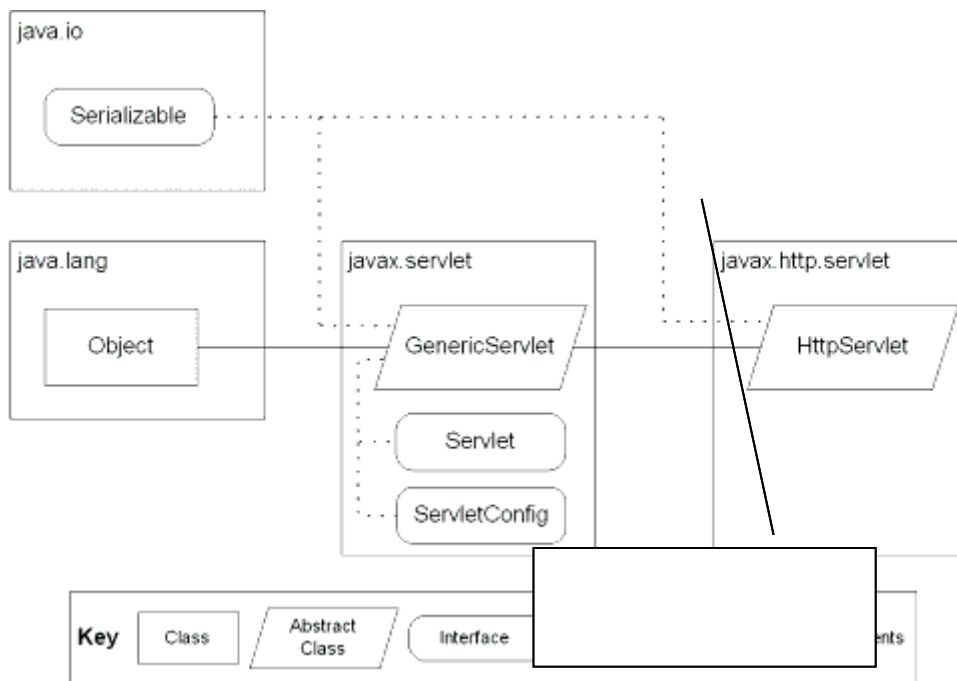 java.io
Serializable
java.lang
Object
javax.servlet
GenericServlet
Servlet
ServletConfig
javax.http.servlet
HttpServlet
Key
Class
Abstract
Class
Interface